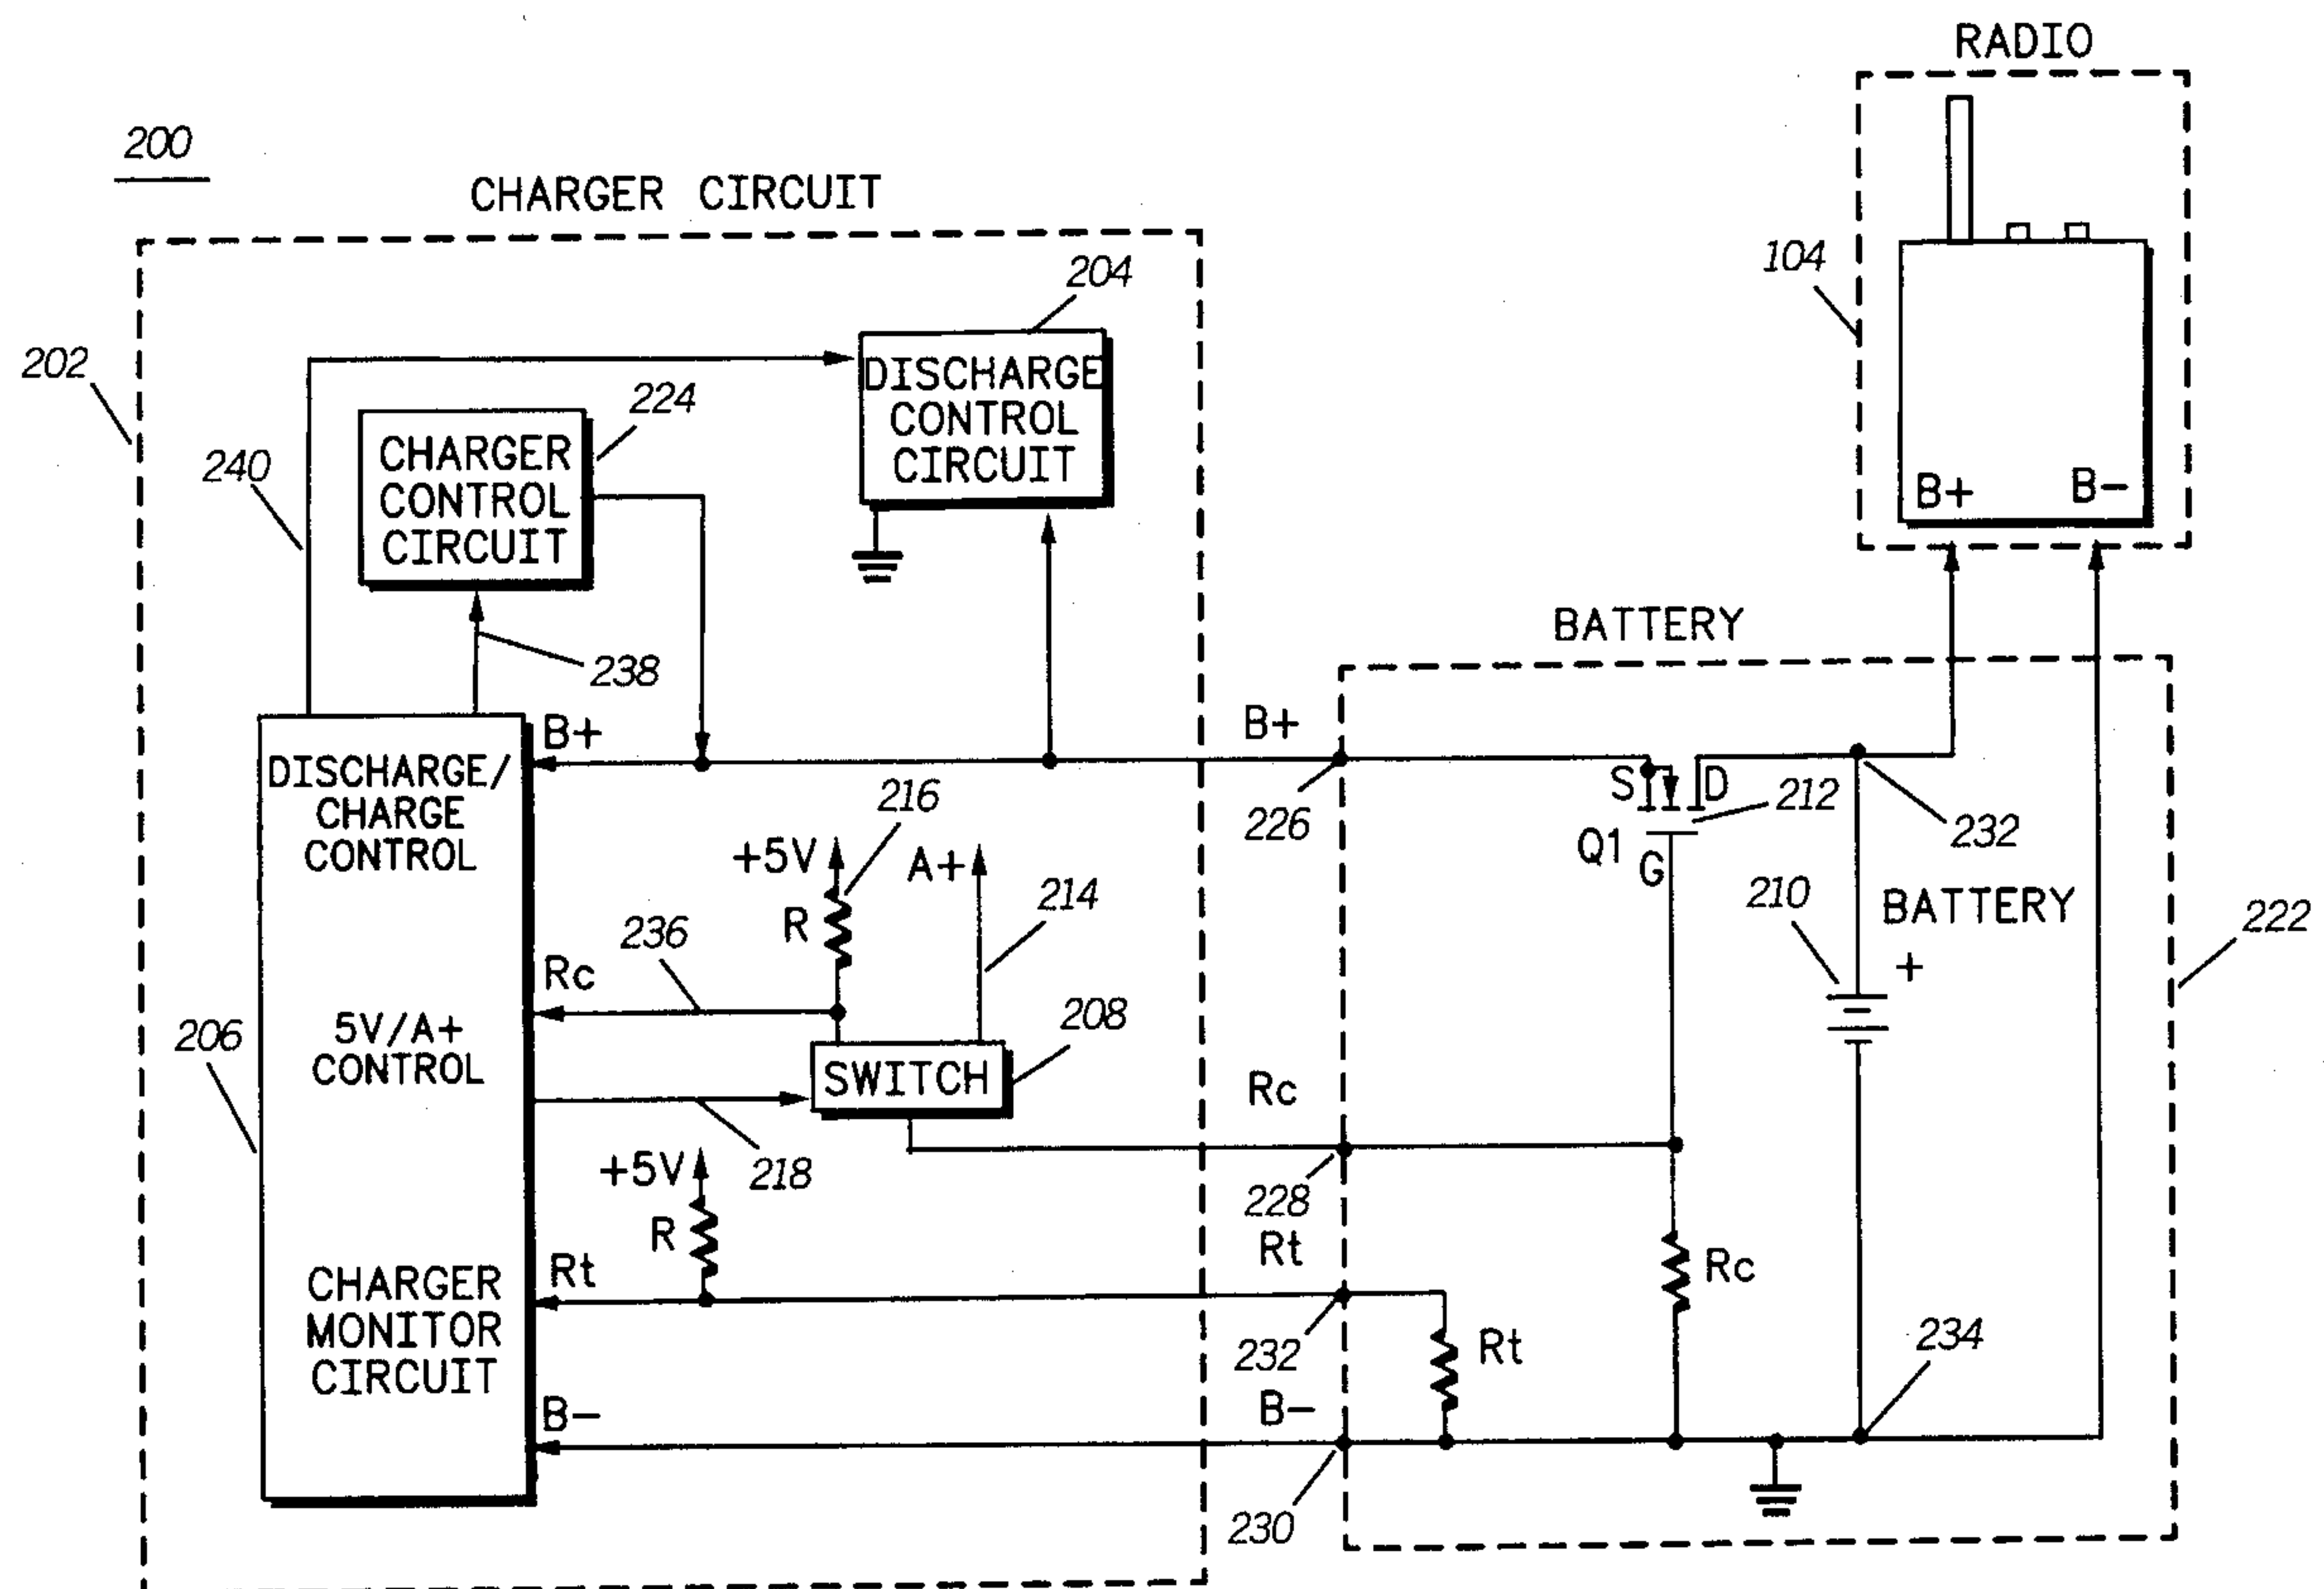 RADIO
200
CHARGER CIRCUIT
204
104
202
DISCHARGE
CONTROL
CIRCUIT
224
240
CHARGER
CONTROL
CIRCUIT
B+ B-
BATTERY
238
B+
B+
DISCHARGE/
CHARGE
CONTROL
216
226
S D
212
232
Q1
G
+5V
A+
R
214
210
BATTERY
+
222
236
Rc
206
5V/A+
CONTROL
208
SWITCH
Rc
218
+5V
R
228
Rt
Rt
Rc
CHARGER
MONITOR
CIRCUIT
232
Rt
234
B-
B-
230